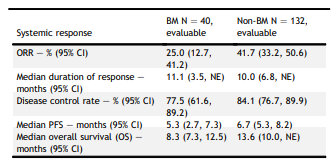 BM N = 40, Non-BM N = 132,
Systemic response evaluable evaluable
ORR – % (95% CI) 25.0 (12.7, 41.7 (33.2, 50.6)
41.2)
Median duration of response – 11.1 (3.5, NE) 10.0 (6.8, NE)
months (95% CI)
Disease control rate – % (95% CI) 77.5 (61.6, 84.1 (76.7, 89.9)
89.2)
Median PFS – months (95% CI) 5.3 (2.7, 7.3) 6.7 (5.3, 8.2)
Median overall survival (OS) – 8.3 (7.3, 12.5) 13.6 (10.0, NE)
months (95% CI)